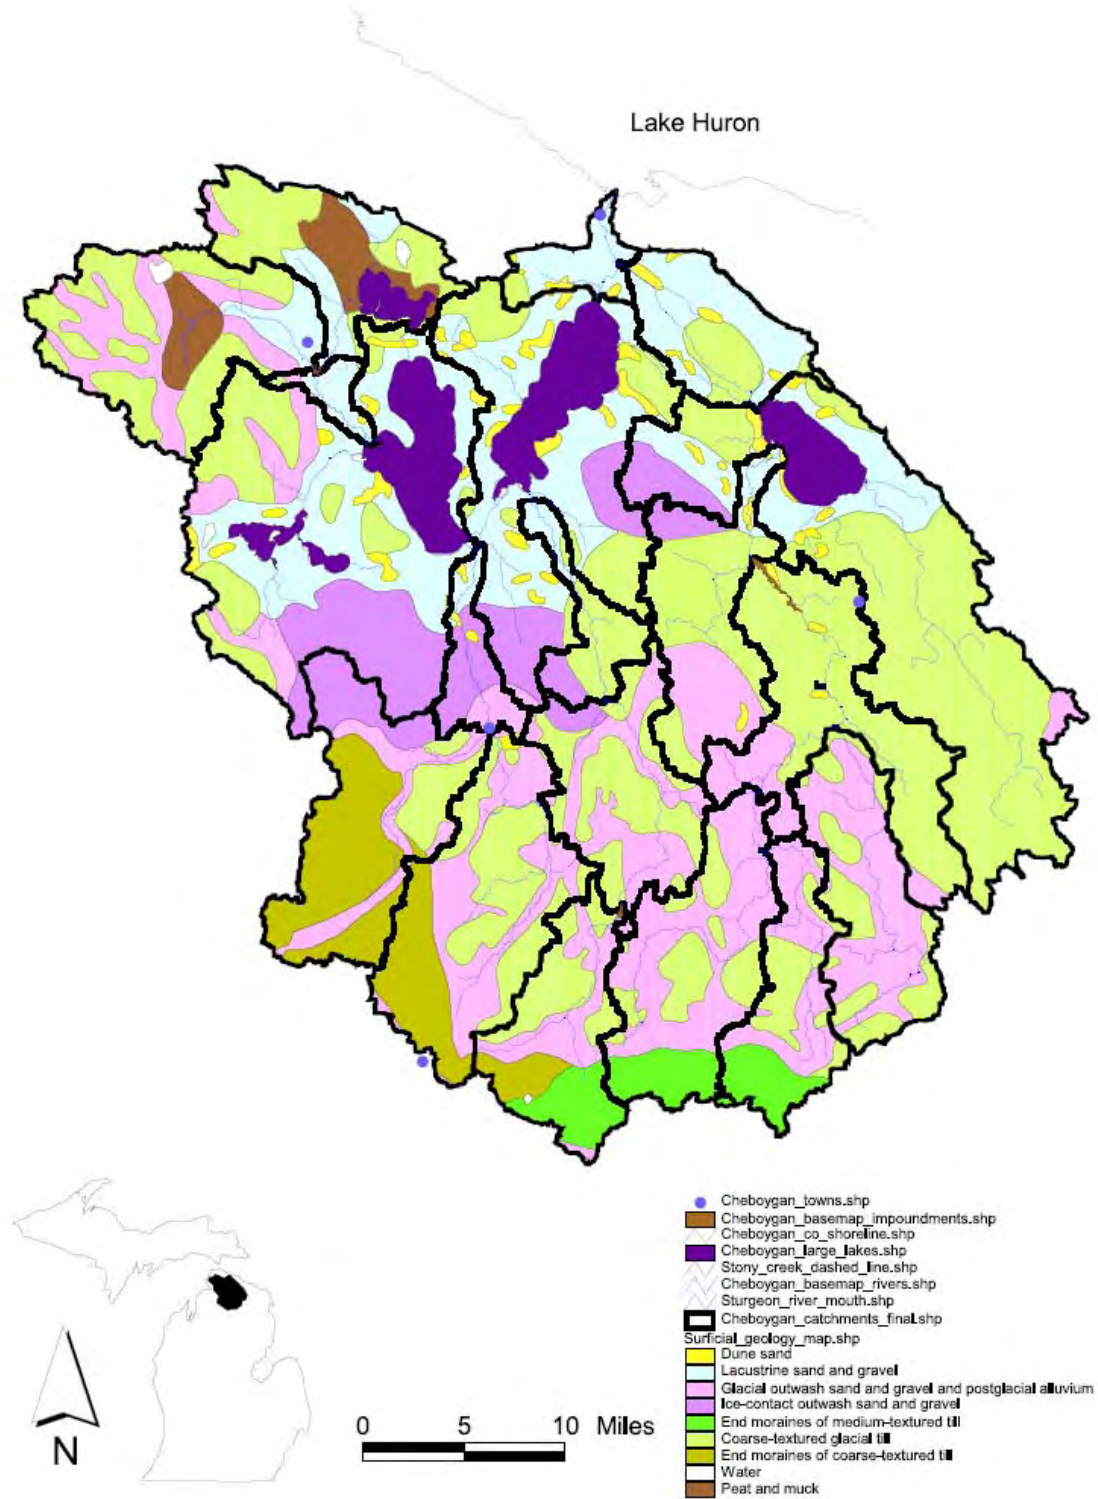 Lake Huron
Cheboygan_towns.shp
Cheboygan_basemap_impoundments.shp
Cheboygan_co_shoreline.shp
Cheboygan_large_lakes.shp
Stony_creek_dashed_line.shp
Cheboygan_basemap_rivers.shp
Sturgeon_river_mouth.shp
Cheboygan_catchments_final.shp
Surficial_geology_map.shp
Dune sand
Lacustrine sand and gravel
Glacial outwash sand and gravel and postglacial alluvium
Ice-contact outwash sand and gravel
End moraines of medium-textured till
Coarse-textured glacial till
End moraines of coarse-textured till
Water
Peat and muck
0 5 10 Miles
N